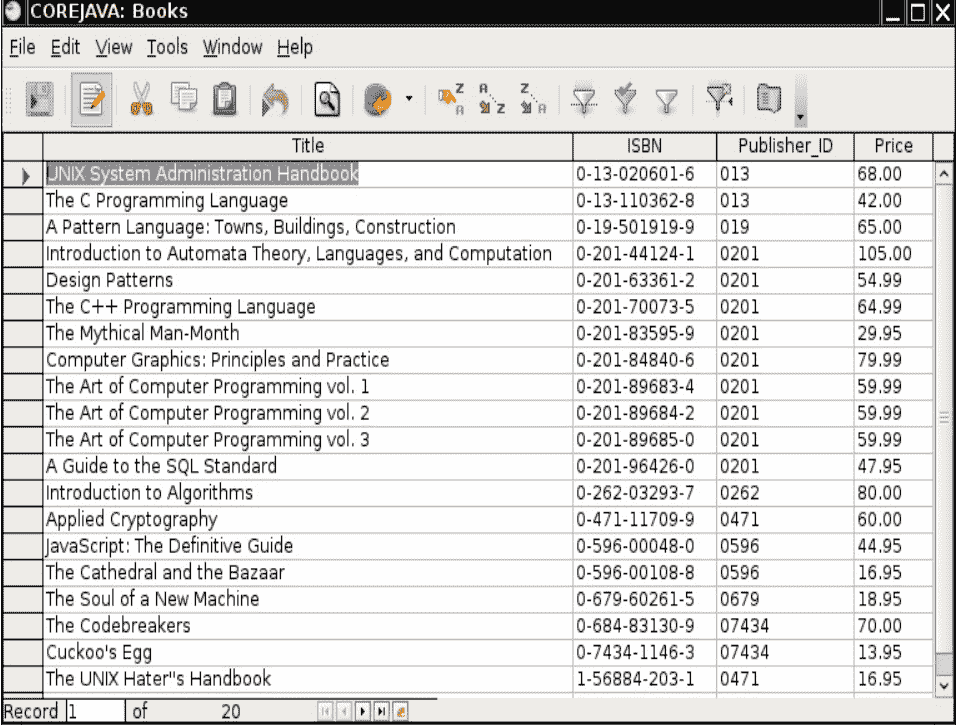 COREJAVA: Books
File Edit View Tools Window Help
Title ISBN Publisher_ID Price
UNIX System Administration Handbook 0-13-020601-6 013 68.00
The C Programming Language 0-13-110362-8 013 42.00
A Pattern Language: Towns, Buildings, Construction 0-19-501919-9 019 65.00
Introduction to Automata Theory, Languages, and Computation 0-201-44124-1 0201 105.00
Design Patterns 0-201-63361-2 0201 54.99
The C++ Programming Language 0-201-70073-5 0201 64.99
The Mythical Man-Month 0-201-83595-9 0201 29.95
Computer Graphics: Principles and Practice 0-201-84840-6 0201 79.99
The Art of Computer Programming vol. 1 0-201-89683-4 0201 59.99
The Art of Computer Programming vol. 2 0-201-89684-2 0201 59.99
The Art of Computer Programming vol. 3 0-201-89685-0 0201 59.99
A Guide to the SQL Standard 0-201-96426-0 0201 47.95
Introduction to Algorithms 0-262-03293-7 0262 80.00
Applied Cryptography 0-471-11709-9 0471 60.00
JavaScript: The Definitive Guide 0-596-00048-0 0596 44.95
The Cathedral and the Bazaar 0-596-00108-8 0596 16.95
The Soul of a New Machine 0-679-60261-5 0679 18.95
The Codebreakers 0-684-83130-9 07434 70.00
Cuckoo's Egg 0-7434-1146-3 07434 13.95
The UNIX Hater"s Handbook 1-56884-203-1 0471 16.95
Record 1 of 20